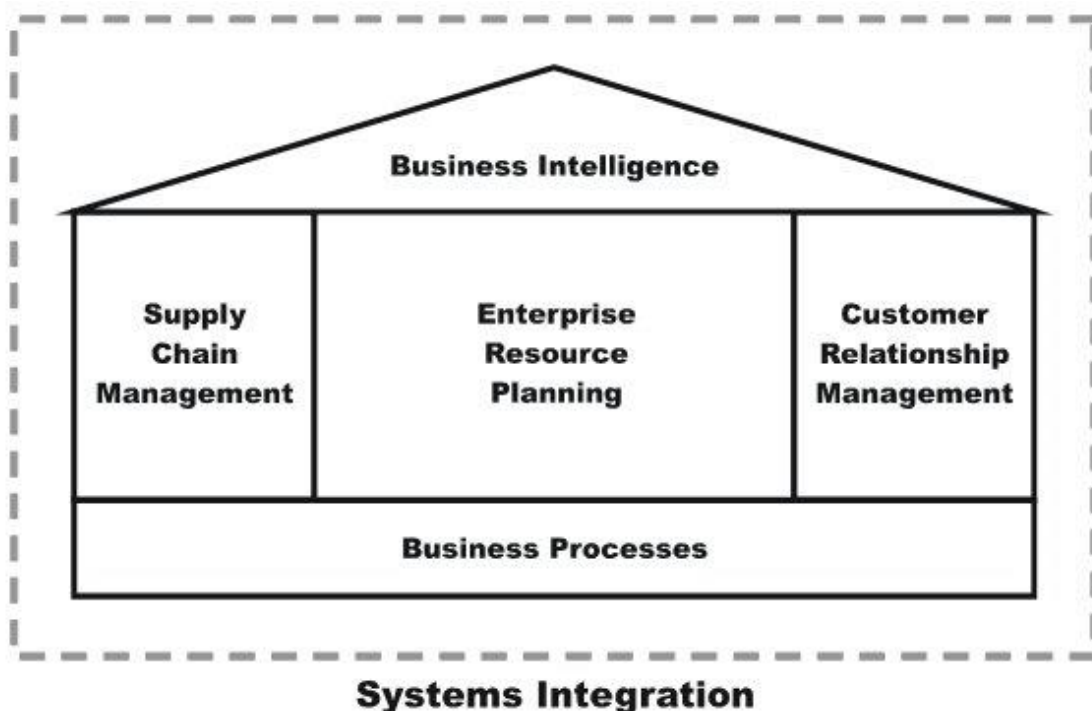 Business Intelligence
Supply
Chain
Management
Enterprise
Resource
Planning
Customer
Relationship
Management
Business Processes
Systems Integration